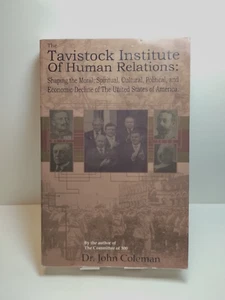 The
Tavistock Institute
Of Human Relations:
Shaping the Moral, Spiritual, Cultural, Political, and
Economic Decline of The United States of America
By the author of
The Committee of 300
Dr. John Coleman